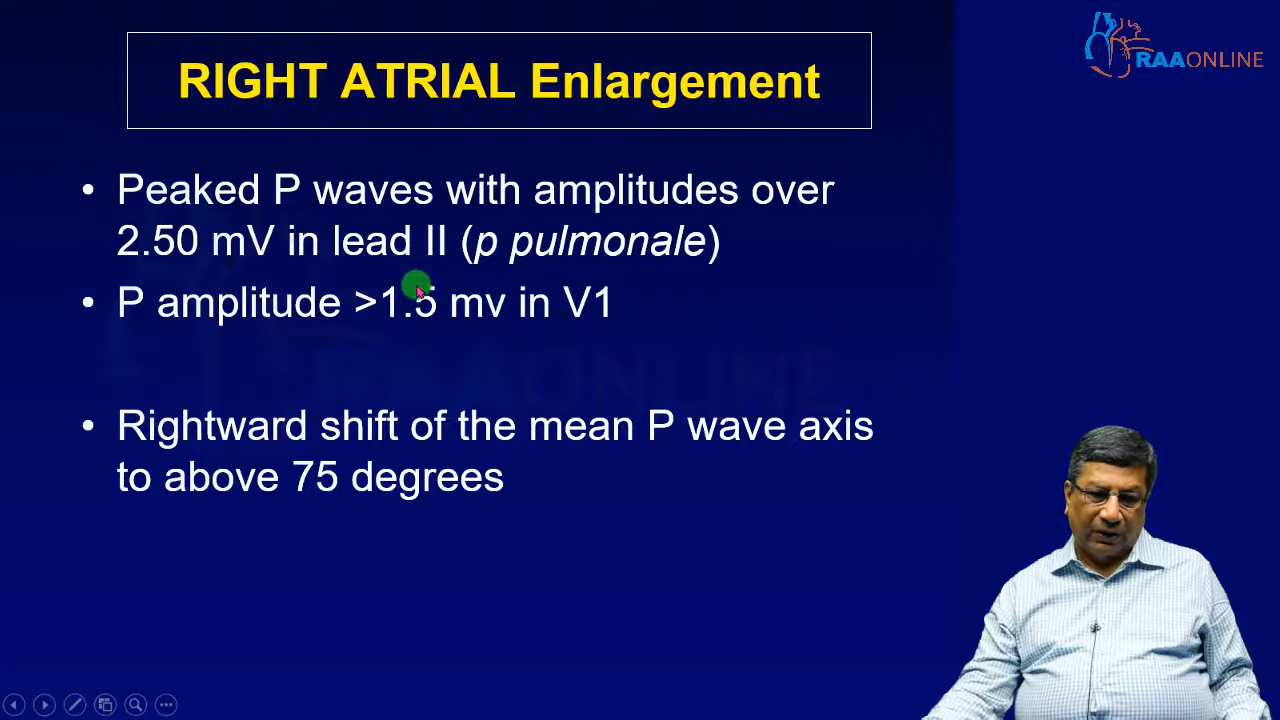 RAAONLINE
RIGHT ATRIAL Enlargement
• Peaked P waves with amplitudes over
2.50 mV in lead II (p pulmonale)
• P amplitude >1.5 mv in V1
RAAONLINE
• Rightward shift of the mean P wave axis
to above 75 degrees